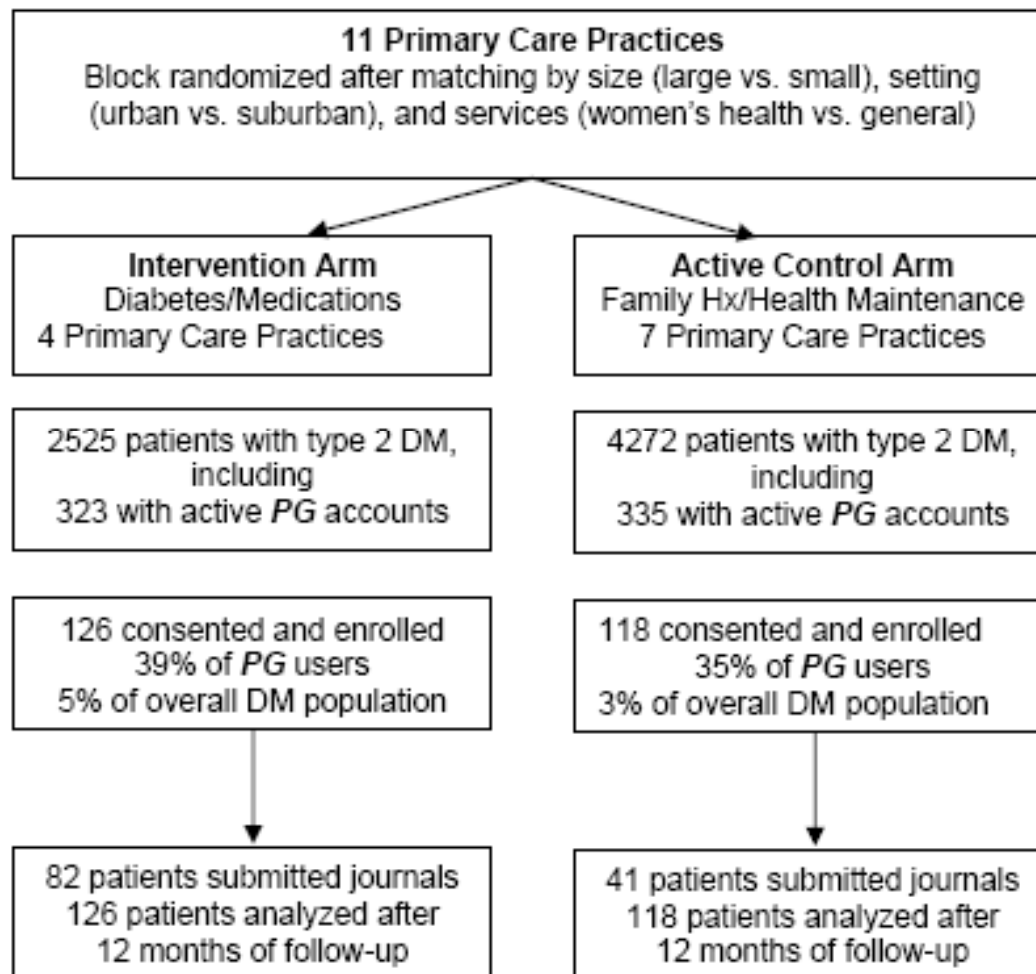 11 Primary Care Practices
Block randomized after matching by size (large vs. small), setting
(urban vs. suburban), and services (women's health vs. general)
Intervention Arm
Diabetes/Medications
4 Primary Care Practices
Active Control Arm
Family Hx/Health Maintenance
7 Primary Care Practices
2525 patients with type 2 DM,
including
323 with active PG accounts
4272 patients with type 2 DM,
including
335 with active PG accounts
126 consented and enrolled
39% of PG users
5% of overall DM population
118 consented and enrolled
35% of PG users
3% of overall DM population
82 patients submitted journals
126 patients analyzed after
12 months of follow-up
41 patients submitted journals
118 patients analyzed after
12 months of follow-up